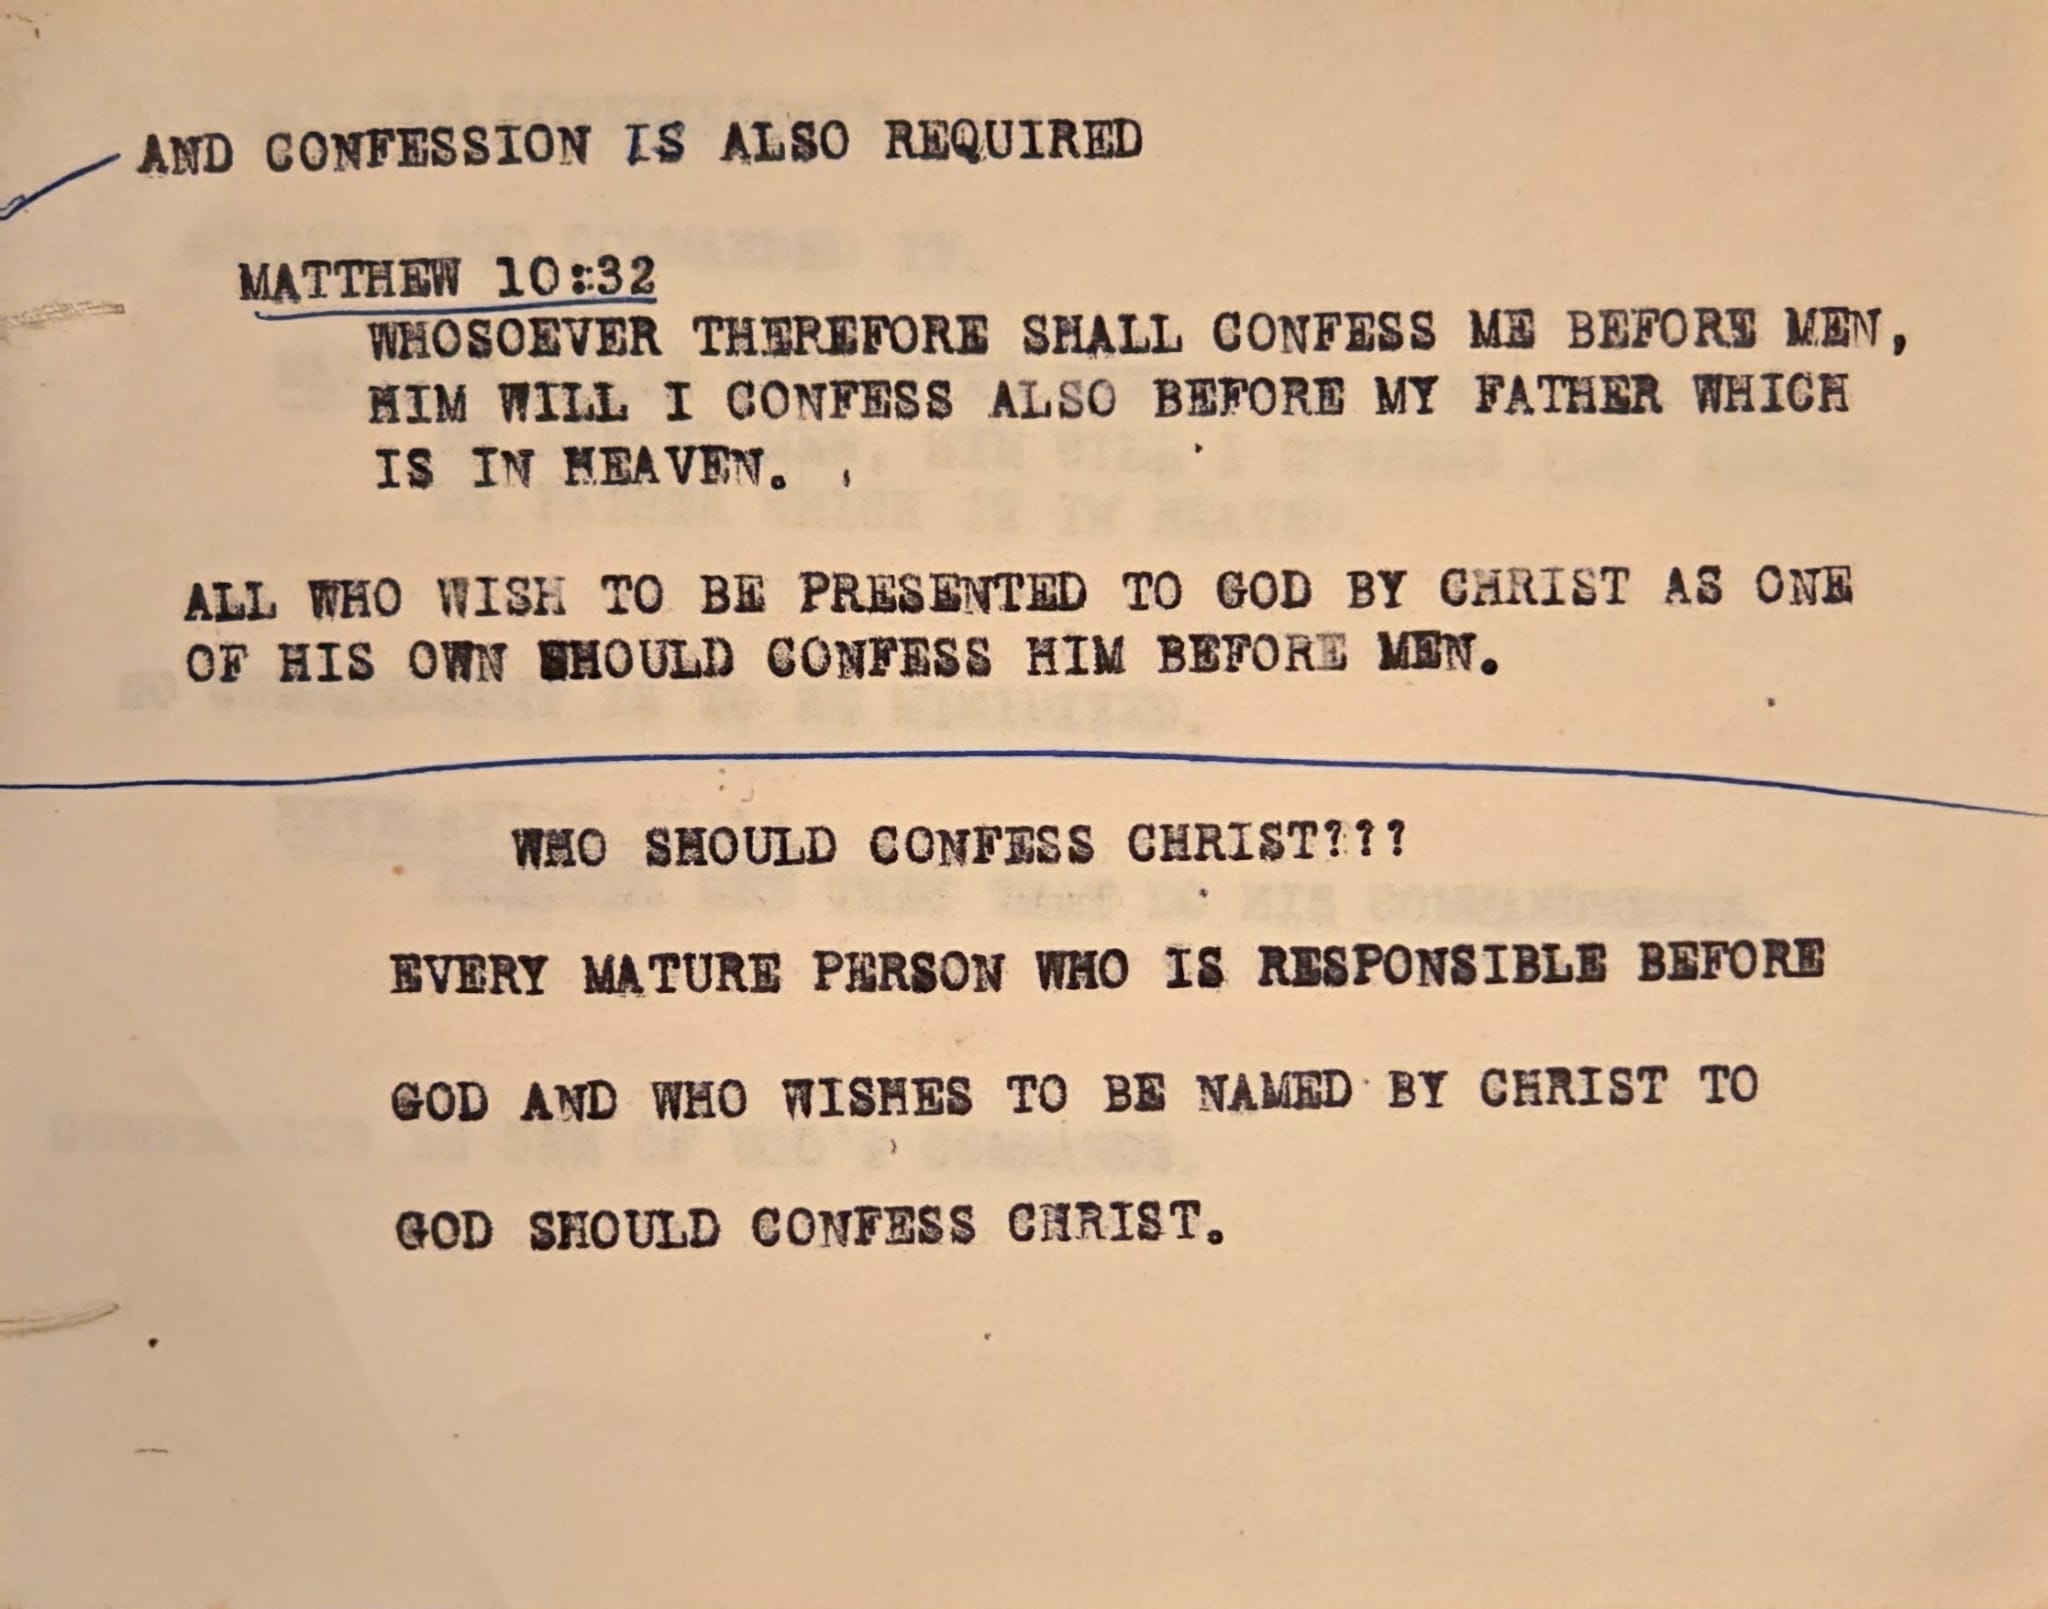 AND CONFESSION IS ALSO REQUIRED
MATTHEW 10:32
WHOSOEVER THEREFORE SHALL CONFESS ME BEFORE MEN,
HIM WILL I CONFESS ALSO BEFORE MY FATHER WHICH
IS IN HEAVEN.
ALL WHO WISH TO BE PRESENTED TO GOD BY CHRIST AS ONE
OF HIS OWN SHOULD CONFESS HIM BEFORE MEN.
WHO SHOULD CONFESS CHRIST???
EVERY MATURE PERSON WHO IS RESPONSIBLE BEFORE
GOD AND WHO WISHES TO BE NAMED BY CHRIST TO
GOD SHOULD CONFESS CHRIST.